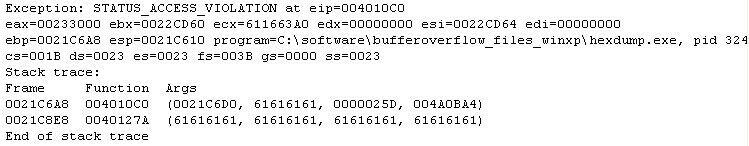 Exception: STATUS_ACCESS_VIOLATION at eip=004010C0
eax=00233000 ebx=0022CD60 ecx=611663A0 edx=00000000 esi=0022CD64 edi=00000000
ebp=0021C6A8 esp=0021C610 program=C:\software\bufferoverflow_files_winxp\hexdump.exe, pid 324
cs=001B ds=0023 es=0023 fs=003B gs=0000 ss=0023
Stack trace:
Frame     Function  Args
0021C6A8  004010C0  (0021C6D0, 61616161, 0000025D, 004A0BA4)
0021C8E8  0040127A  (61616161, 61616161, 61616161, 61616161)
End of stack trace